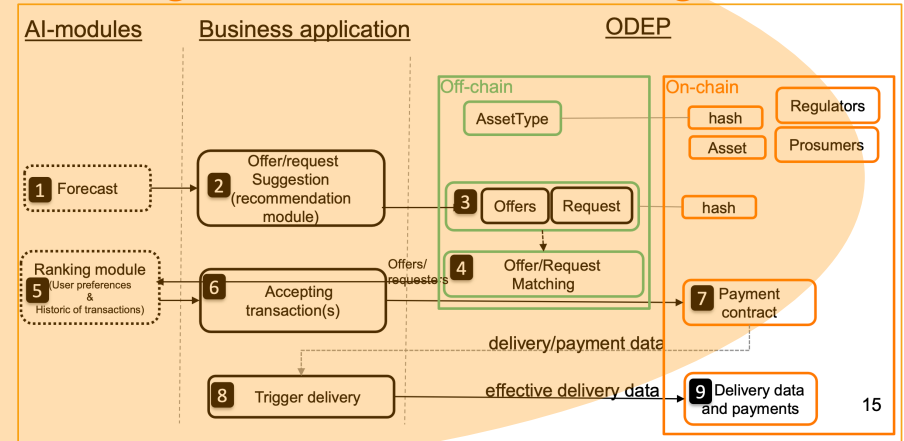 AI-modules
Business application
ODEP
Off-chain
On-chain
AssetType
hash
Regulators
Asset
Prosumers
1 Forecast
2 Offer/request
Suggestion
(recommendation
module)
3 Offers
Request
hash
4 Offer/Request
Matching
Offers/
requesters
5 Ranking module
(User preferences
&
Historic of transactions)
6 Accepting
transaction(s)
7 Payment
contract
delivery/payment data
8 Trigger delivery
effective delivery data
9 Delivery data
and payments
15